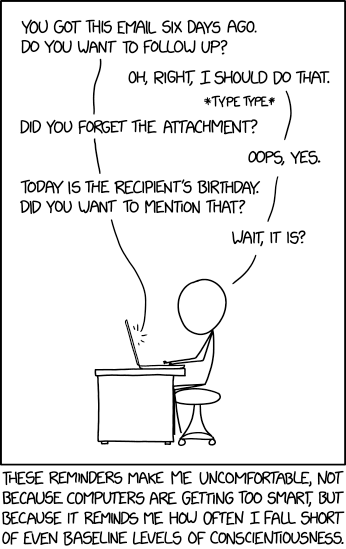 YOU GOT THIS EMAIL SIX DAYS AGO.
DO YOU WANT TO FOLLOW UP?
OH, RIGHT, I SHOULD DO THAT.
*TYPE TYPE*
DID YOU FORGET THE ATTACHMENT?
OOPS, YES.
TODAY IS THE RECIPIENT'S BIRTHDAY.
DID YOU WANT TO MENTION THAT?
WAIT, IT IS?
THESE REMINDERS MAKE ME UNCOMFORTABLE, NOT
BECAUSE COMPUTERS ARE GETTING TOO SMART, BUT
BECAUSE IT REMINDS ME HOW OFTEN I FALL SHORT
OF EVEN BASELINE LEVELS OF CONSCIENTIOUSNESS.